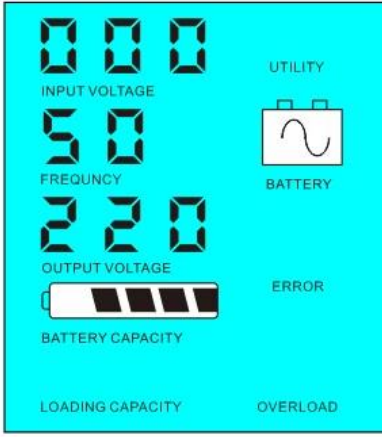 000
UTILITY
INPUT VOLTAGE
50
FREQUNCY
BATTERY
220
OUTPUT VOLTAGE
ERROR
BATTERY CAPACITY
LOADING CAPACITY
OVERLOAD